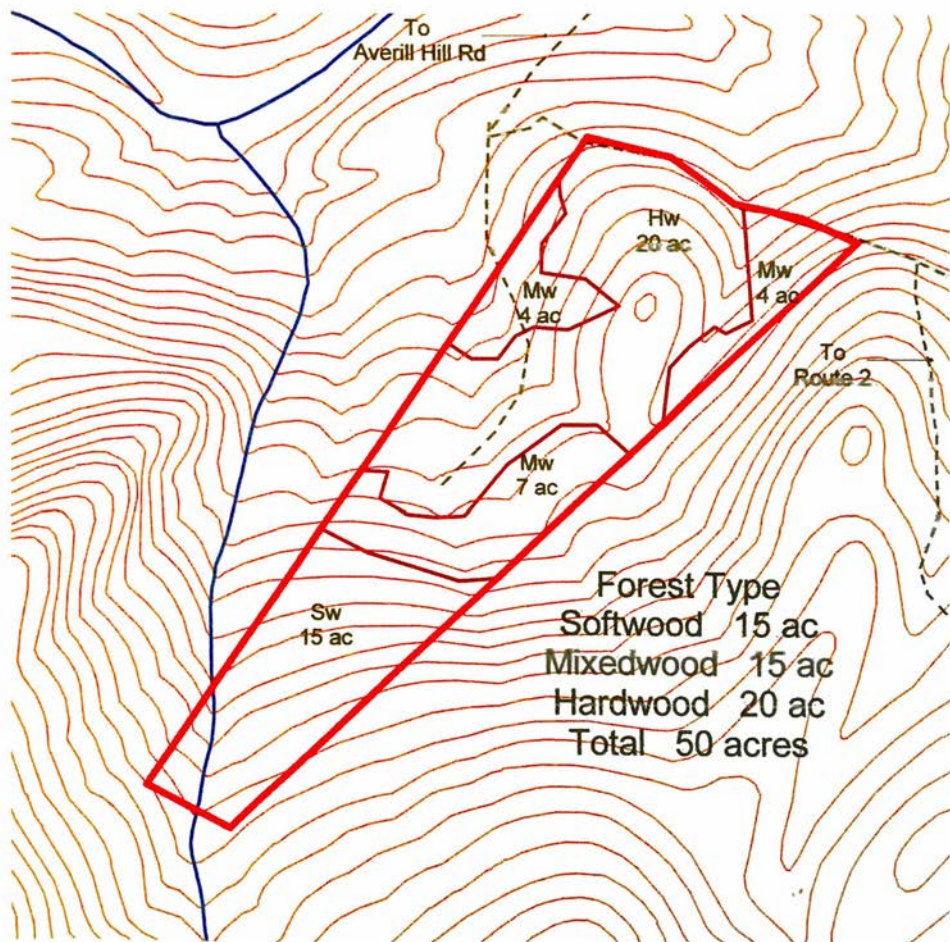 To
Averill Hill Rd
Hw
20 ac
Mw
4 ac
Mw
4 ac
To
Route 2
Mw
7 ac
Sw
15 ac
Forest Type
Softwood 15 ac
Mixedwood 15 ac
Hardwood 20 ac
Total 50 acres